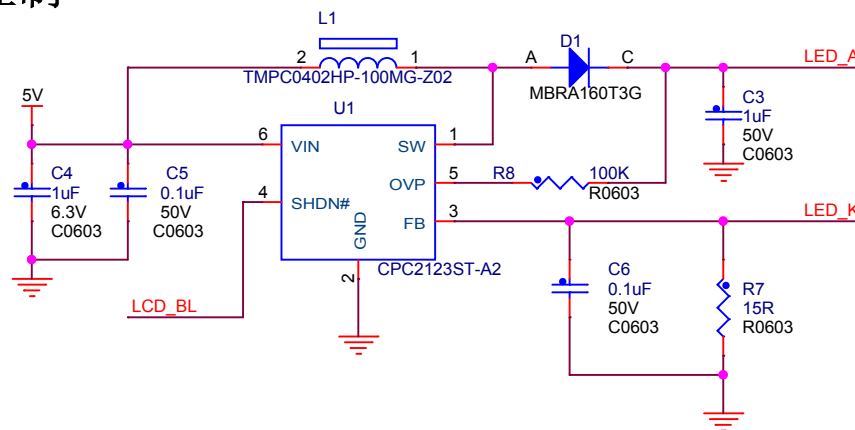 L1
2
1
TMPC0402HP-100MG-Z02
A
D1
C
MBRA160T3G
LED_A
5V
U1
C3
1uF
50V
C0603
6
VIN
SW
1
C4
1uF
6.3V
C0603
C5
0.1uF
50V
C0603
4
SHDN#
OVP
5
R8
100K
R0603
FB
3
LED_K
GND
2
CPC2123ST-A2
LCD_BL
C6
0.1uF
50V
C0603
R7
15R
R0603